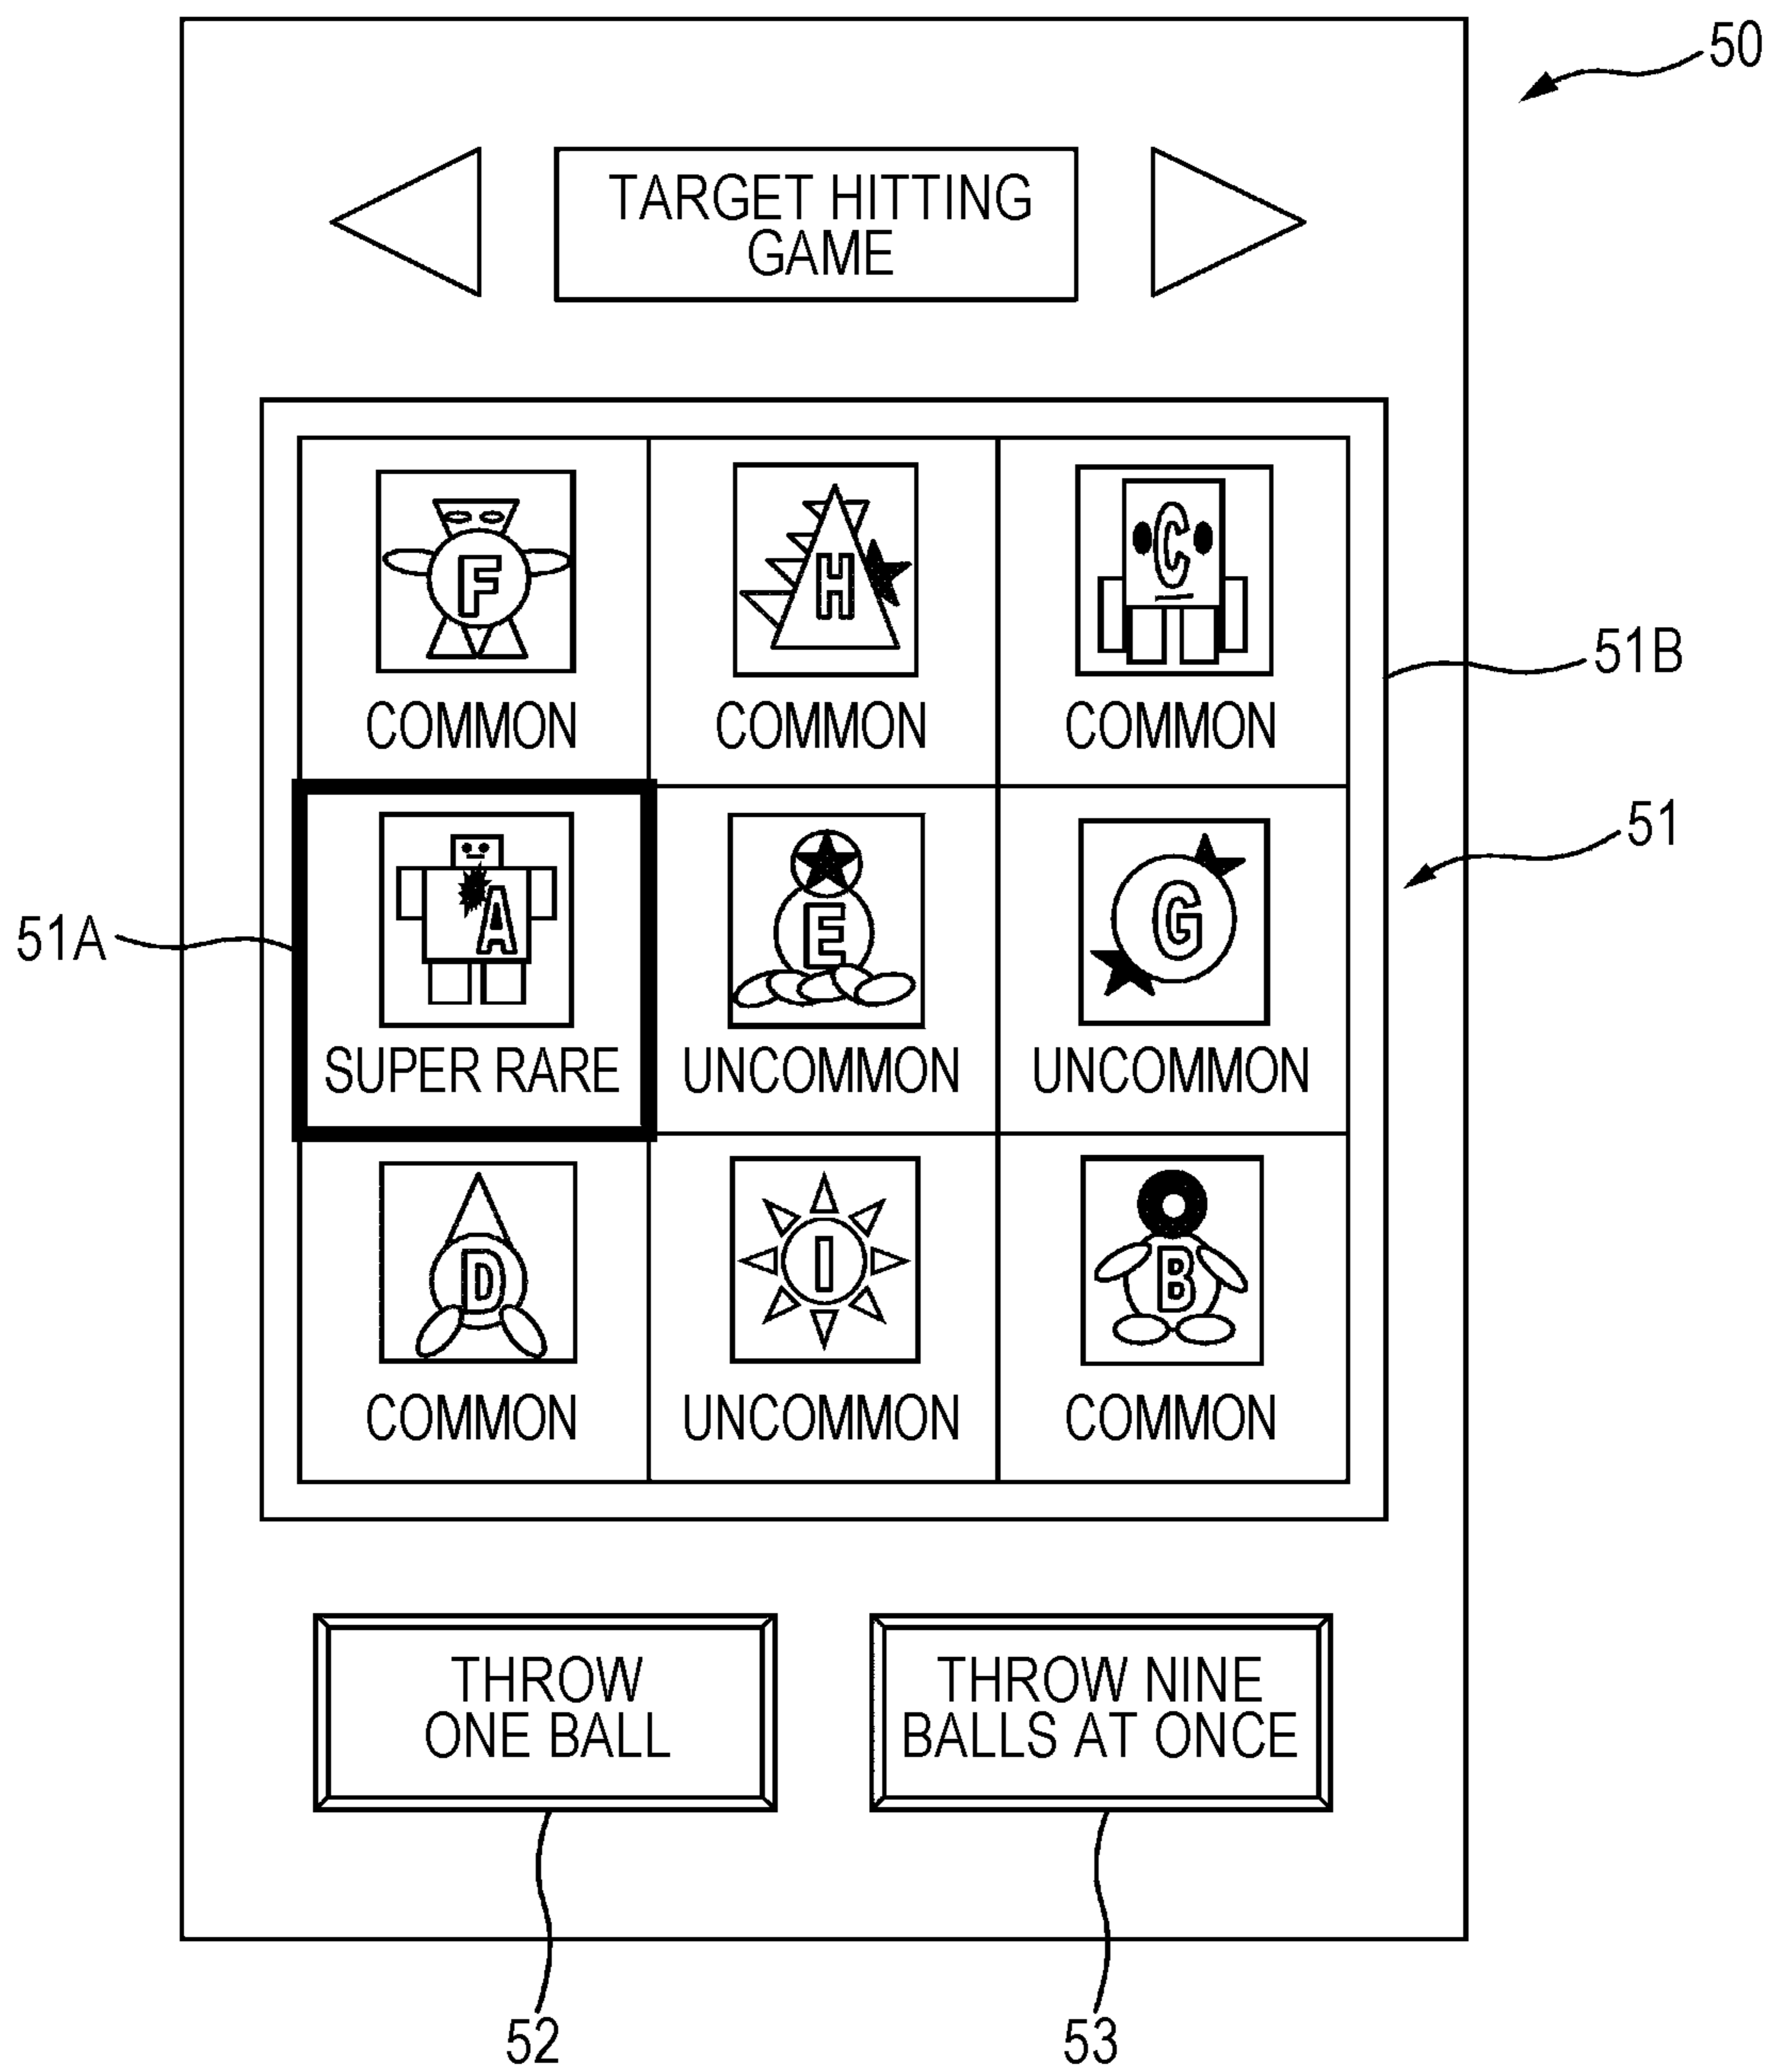 50
TARGET HITTING
GAME
F
H
C
COMMON
COMMON
COMMON
51B
51
A
E
G
51A
SUPER RARE
UNCOMMON
UNCOMMON
D
I
B
COMMON
UNCOMMON
COMMON
THROW
ONE BALL
THROW NINE
BALLS AT ONCE
52
53